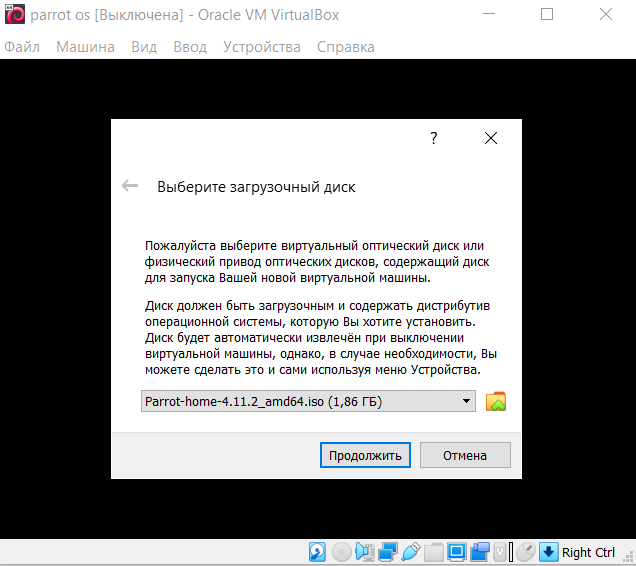 parrot os [Выключена] - Oracle VM VirtualBox
Файл Машина Вид Ввод Устройства Справка
?
Выберите загрузочный диск
Пожалуйста выберите виртуальный оптический диск или
физический привод оптических дисков, содержащий диск
для запуска Вашей новой виртуальной машины.
Диск должен быть загрузочным и содержать дистрибутив
операционной системы, которую Вы хотите установить.
Диск будет автоматически извлечён при выключении
виртуальной машины, однако, в случае необходимости, Вы
можете сделать это и сами используя меню Устройства.
Parrot-home-4.11.2_amd64.iso (1,86 ГБ)
Продолжить Отмена
Right Ctrl